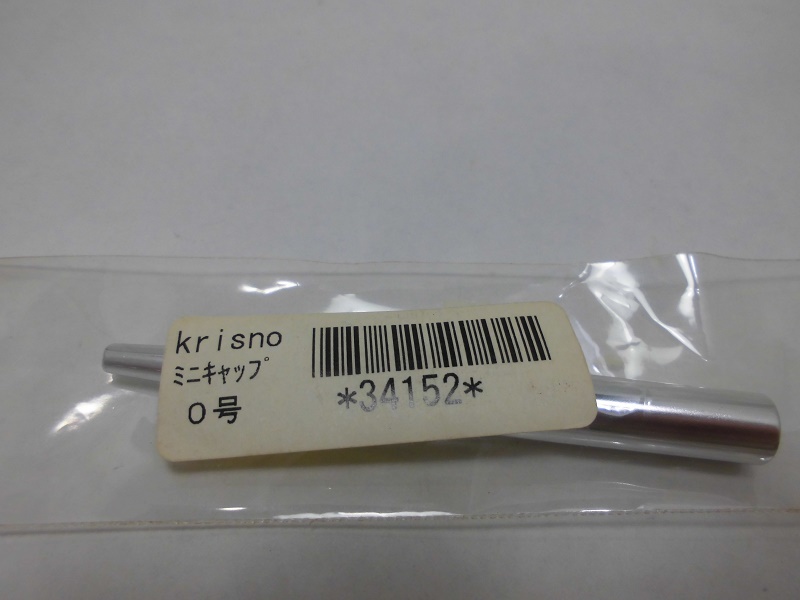 krisno
ﾐﾆｷｬｯﾌﾟ
0号
*34152*